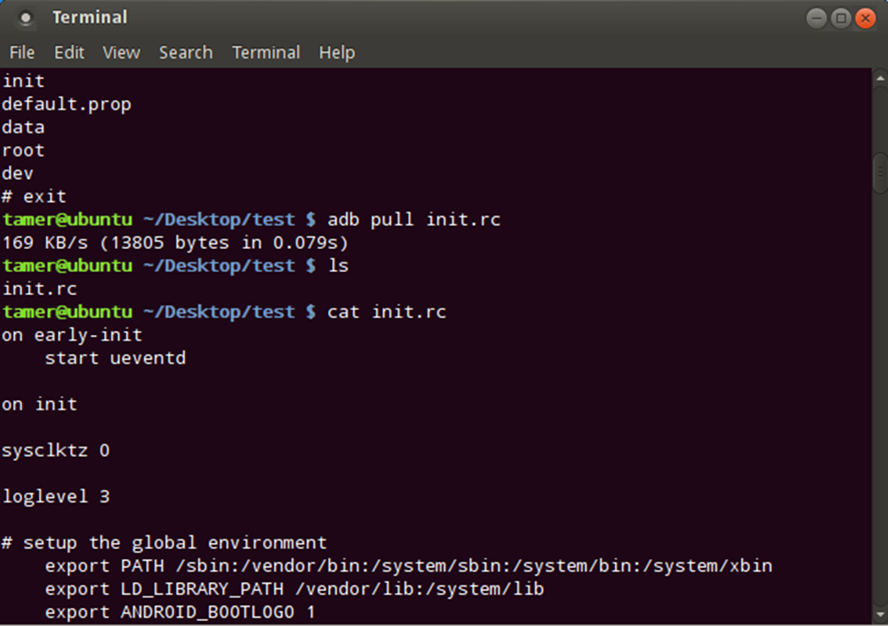 Terminal
File Edit View Search Terminal Help
init
default.prop
data
root
dev
# exit
tamer@ubuntu ~/Desktop/test $ adb pull init.rc
169 KB/s (13805 bytes in 0.079s)
tamer@ubuntu ~/Desktop/test $ ls
init.rc
tamer@ubuntu ~/Desktop/test $ cat init.rc
on early-init
    start ueventd
on init
sysclktz 0
loglevel 3
# setup the global environment
    export PATH /sbin:/vendor/bin:/system/sbin:/system/bin:/system/xbin
    export LD_LIBRARY_PATH /vendor/lib:/system/lib
    export ANDROID_BOOTLOGO 1